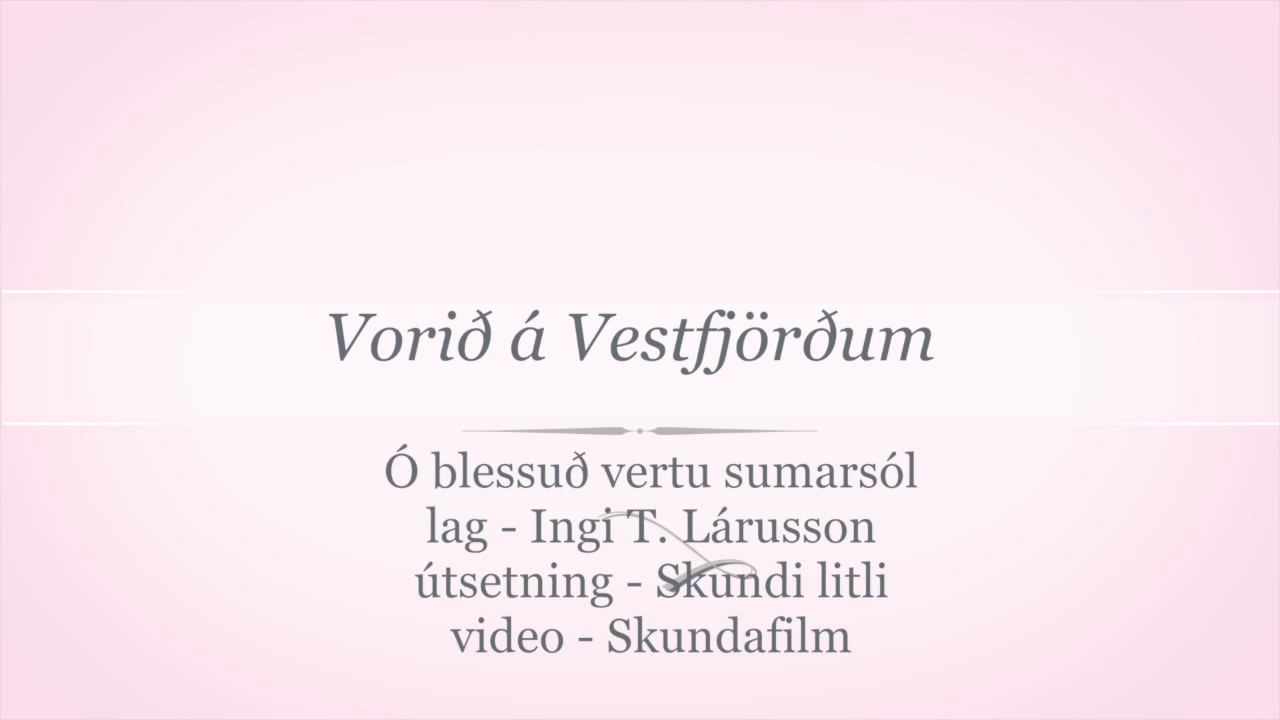 Vorið á Vestfjörðum
Ó blessuð vertu sumarsól
lag - Ingi T. Lárusson
útsetning - Skundi litli
video - Skundafilm